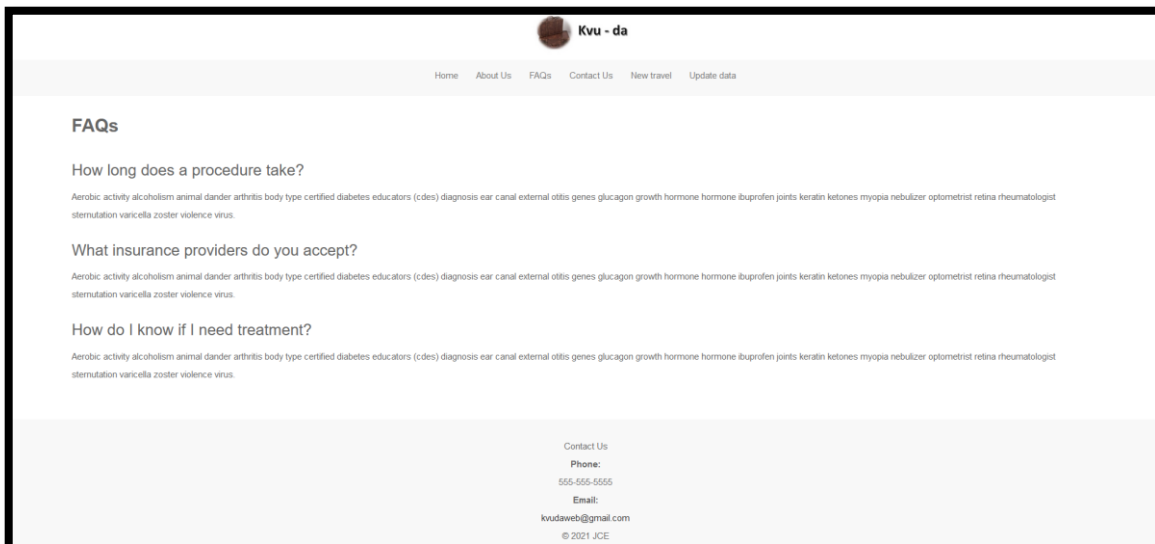 Kvu - da
Home About Us FAQs Contact Us New travel Update data
FAQs
How long does a procedure take?
Aerobic activity alcoholism animal dander arthritis body type certified diabetes educators (cdes) diagnosis ear canal external otitis genes glucagon growth hormone hormone ibuprofen joints keratin ketones myopia nebulizer optometrist retina rheumatologist
sternutation varicella zoster violence virus.
What insurance providers do you accept?
Aerobic activity alcoholism animal dander arthritis body type certified diabetes educators (cdes) diagnosis ear canal external otitis genes glucagon growth hormone hormone ibuprofen joints keratin ketones myopia nebulizer optometrist retina rheumatologist
sternutation varicella zoster violence virus.
How do I know if I need treatment?
Aerobic activity alcoholism animal dander arthritis body type certified diabetes educators (cdes) diagnosis ear canal external otitis genes glucagon growth hormone hormone ibuprofen joints keratin ketones myopia nebulizer optometrist retina rheumatologist
sternutation varicella zoster violence virus.
Contact Us
Phone:
555-555-5555
Email:
kvudaweb@gmail.com
© 2021 JCE